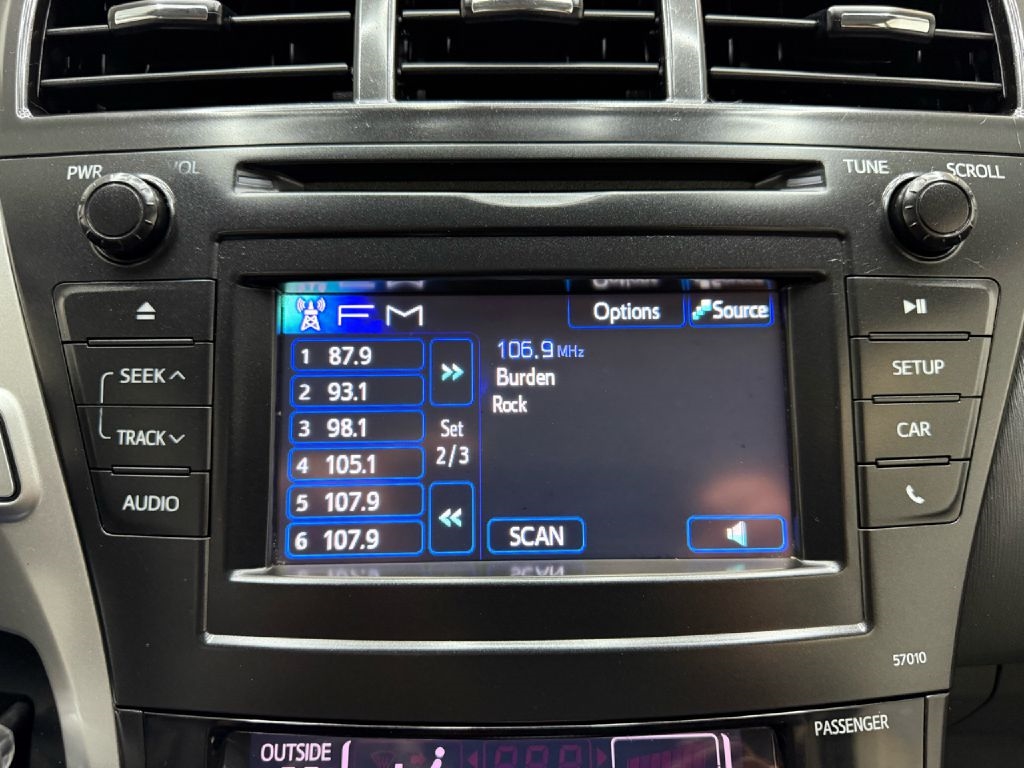 PWR VOL
TUNE SCROLL
FM
Options
Source
1 87.9
2 93.1
3 98.1
4 105.1
5 107.9
6 107.9
Set
2/3
106.9 MHz
Burden
Rock
SCAN
SEEK
TRACK
AUDIO
SETUP
CAR
57010
OUTSIDE
PASSENGER